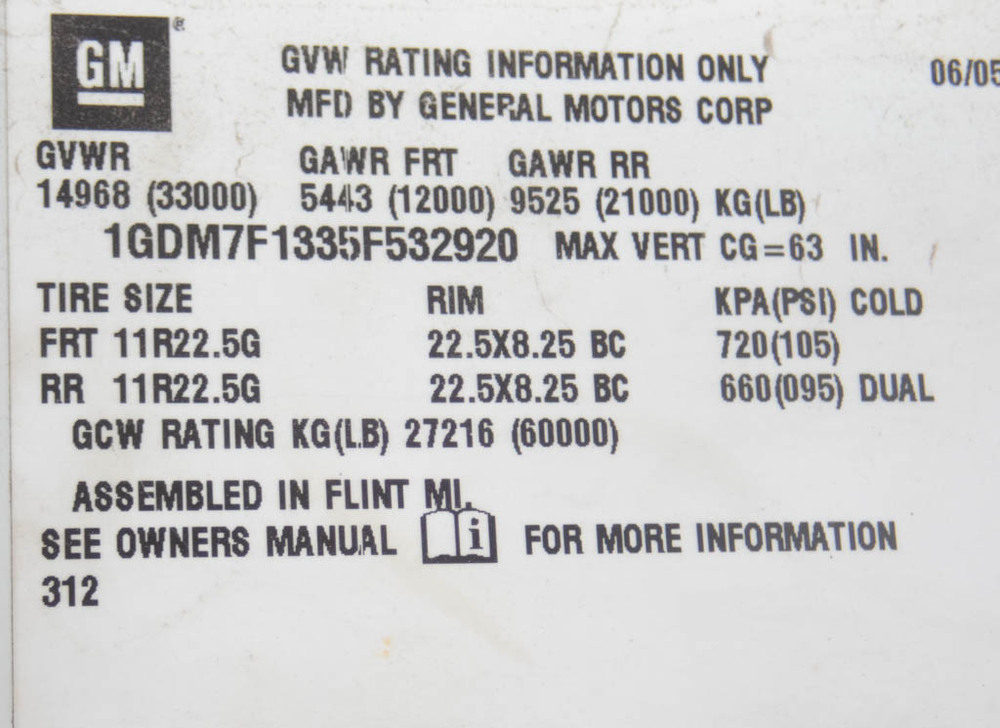 GM ®
GVW RATING INFORMATION ONLY 06/05
MFD BY GENERAL MOTORS CORP
GVWR GAWR FRT GAWR RR
14968 (33000) 5443 (12000) 9525 (21000) KG(LB)
1GDM7F1335F532920 MAX VERT CG=63 IN.
TIRE SIZE RIM KPA(PSI) COLD
FRT 11R22.5G 22.5X8.25 BC 720(105)
RR 11R22.5G 22.5X8.25 BC 660(095) DUAL
GCW RATING KG(LB) 27216 (60000)
ASSEMBLED IN FLINT MI.
SEE OWNERS MANUAL i FOR MORE INFORMATION
312